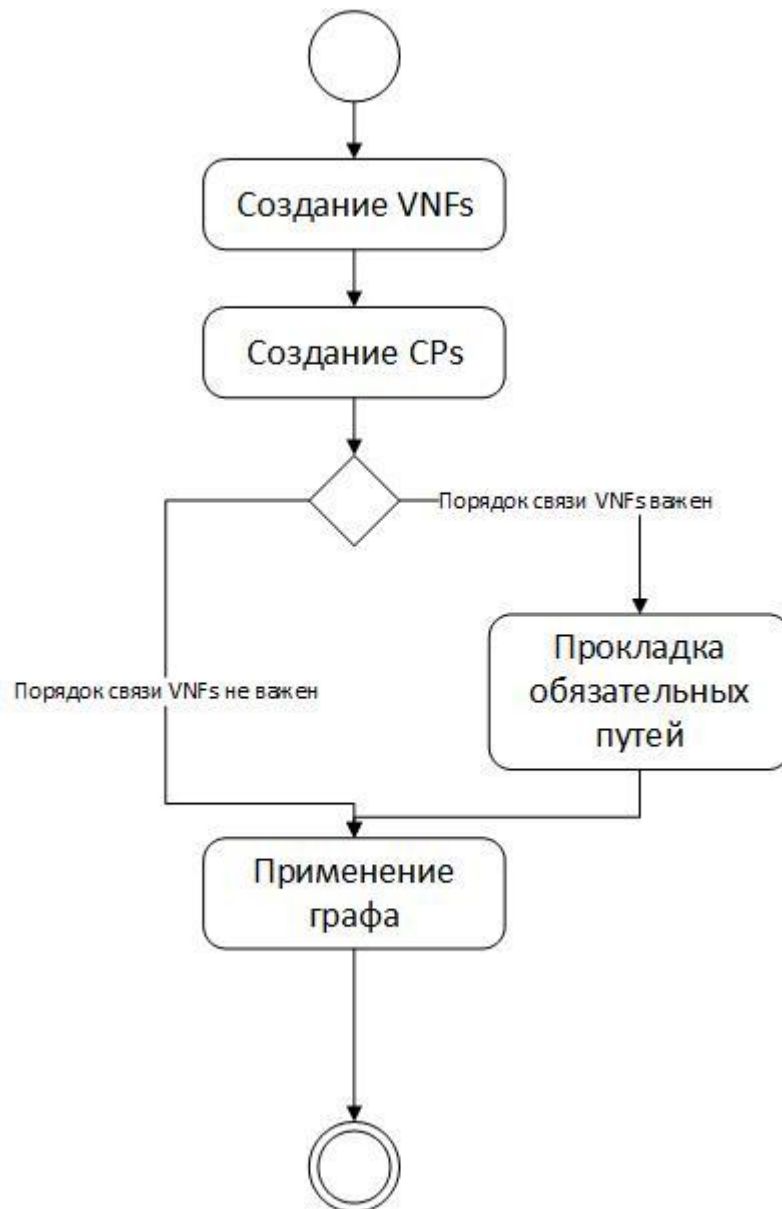 Создание VNFs
Создание CPs
Порядок связи VNFs важен
Прокладка
обязательных
путей
Порядок связи VNFs не важен
Применение
графа